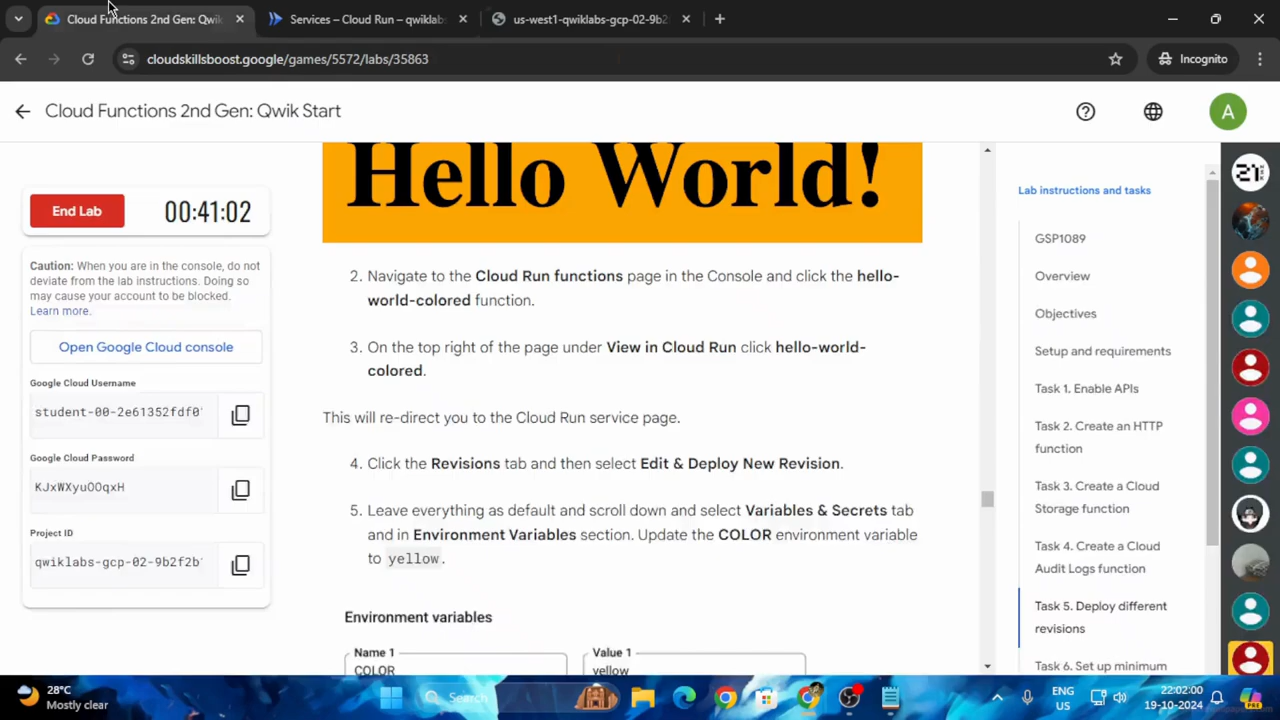 Cloud Functions 2nd Gen: Qwik
Services – Cloud Run – qwiklabs
us-west1-qwiklabs-gcp-02-9b2
cloudskillsboost.google/games/5572/labs/35863
Incognito
Cloud Functions 2nd Gen: Qwik Start
A
End Lab
00:41:02
Caution: When you are in the console, do not
deviate from the lab instructions. Doing so
may cause your account to be blocked.
Learn more.
Open Google Cloud console
Google Cloud Username
student-00-2e61352fdf0
Google Cloud Password
KJxWXyuOOqxH
Project ID
qwiklabs-gcp-02-9b2f2b
Hello World!
2. Navigate to the Cloud Run functions page in the Console and click the hello-
world-colored function.
3. On the top right of the page under View in Cloud Run click hello-world-
colored.
This will re-direct you to the Cloud Run service page.
4. Click the Revisions tab and then select Edit & Deploy New Revision.
5. Leave everything as default and scroll down and select Variables & Secrets tab
and in Environment Variables section. Update the COLOR environment variable
to yellow.
Environment variables
Name 1
COLOR
Value 1
yellow
Lab instructions and tasks
GSP1089
Overview
Objectives
Setup and requirements
Task 1. Enable APIs
Task 2. Create an HTTP
function
Task 3. Create a Cloud
Storage function
Task 4. Create a Cloud
Audit Logs function
Task 5. Deploy different
revisions
Task 6. Set up minimum
28°C
Mostly clear
Search
ENG
US
22:02:00
19-10-2024
PRE